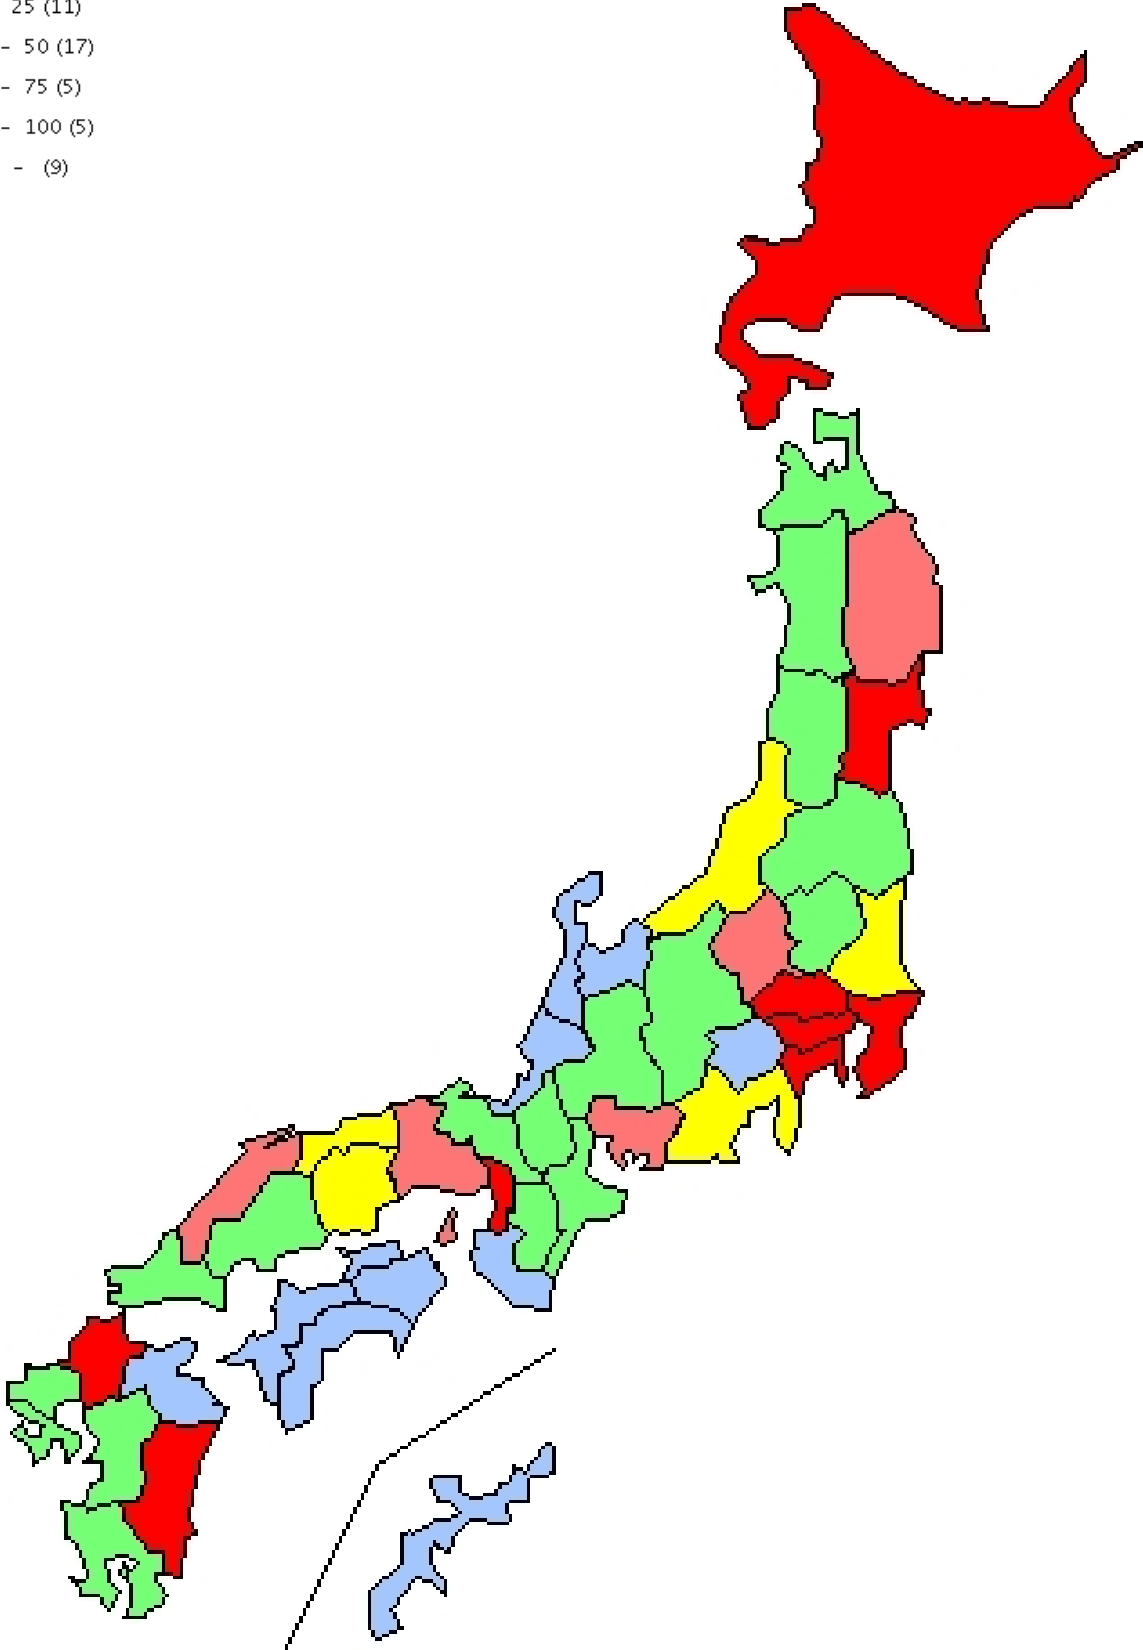 25 (11)
– 50 (17)
– 75 (5)
– 100 (5)
– (9)